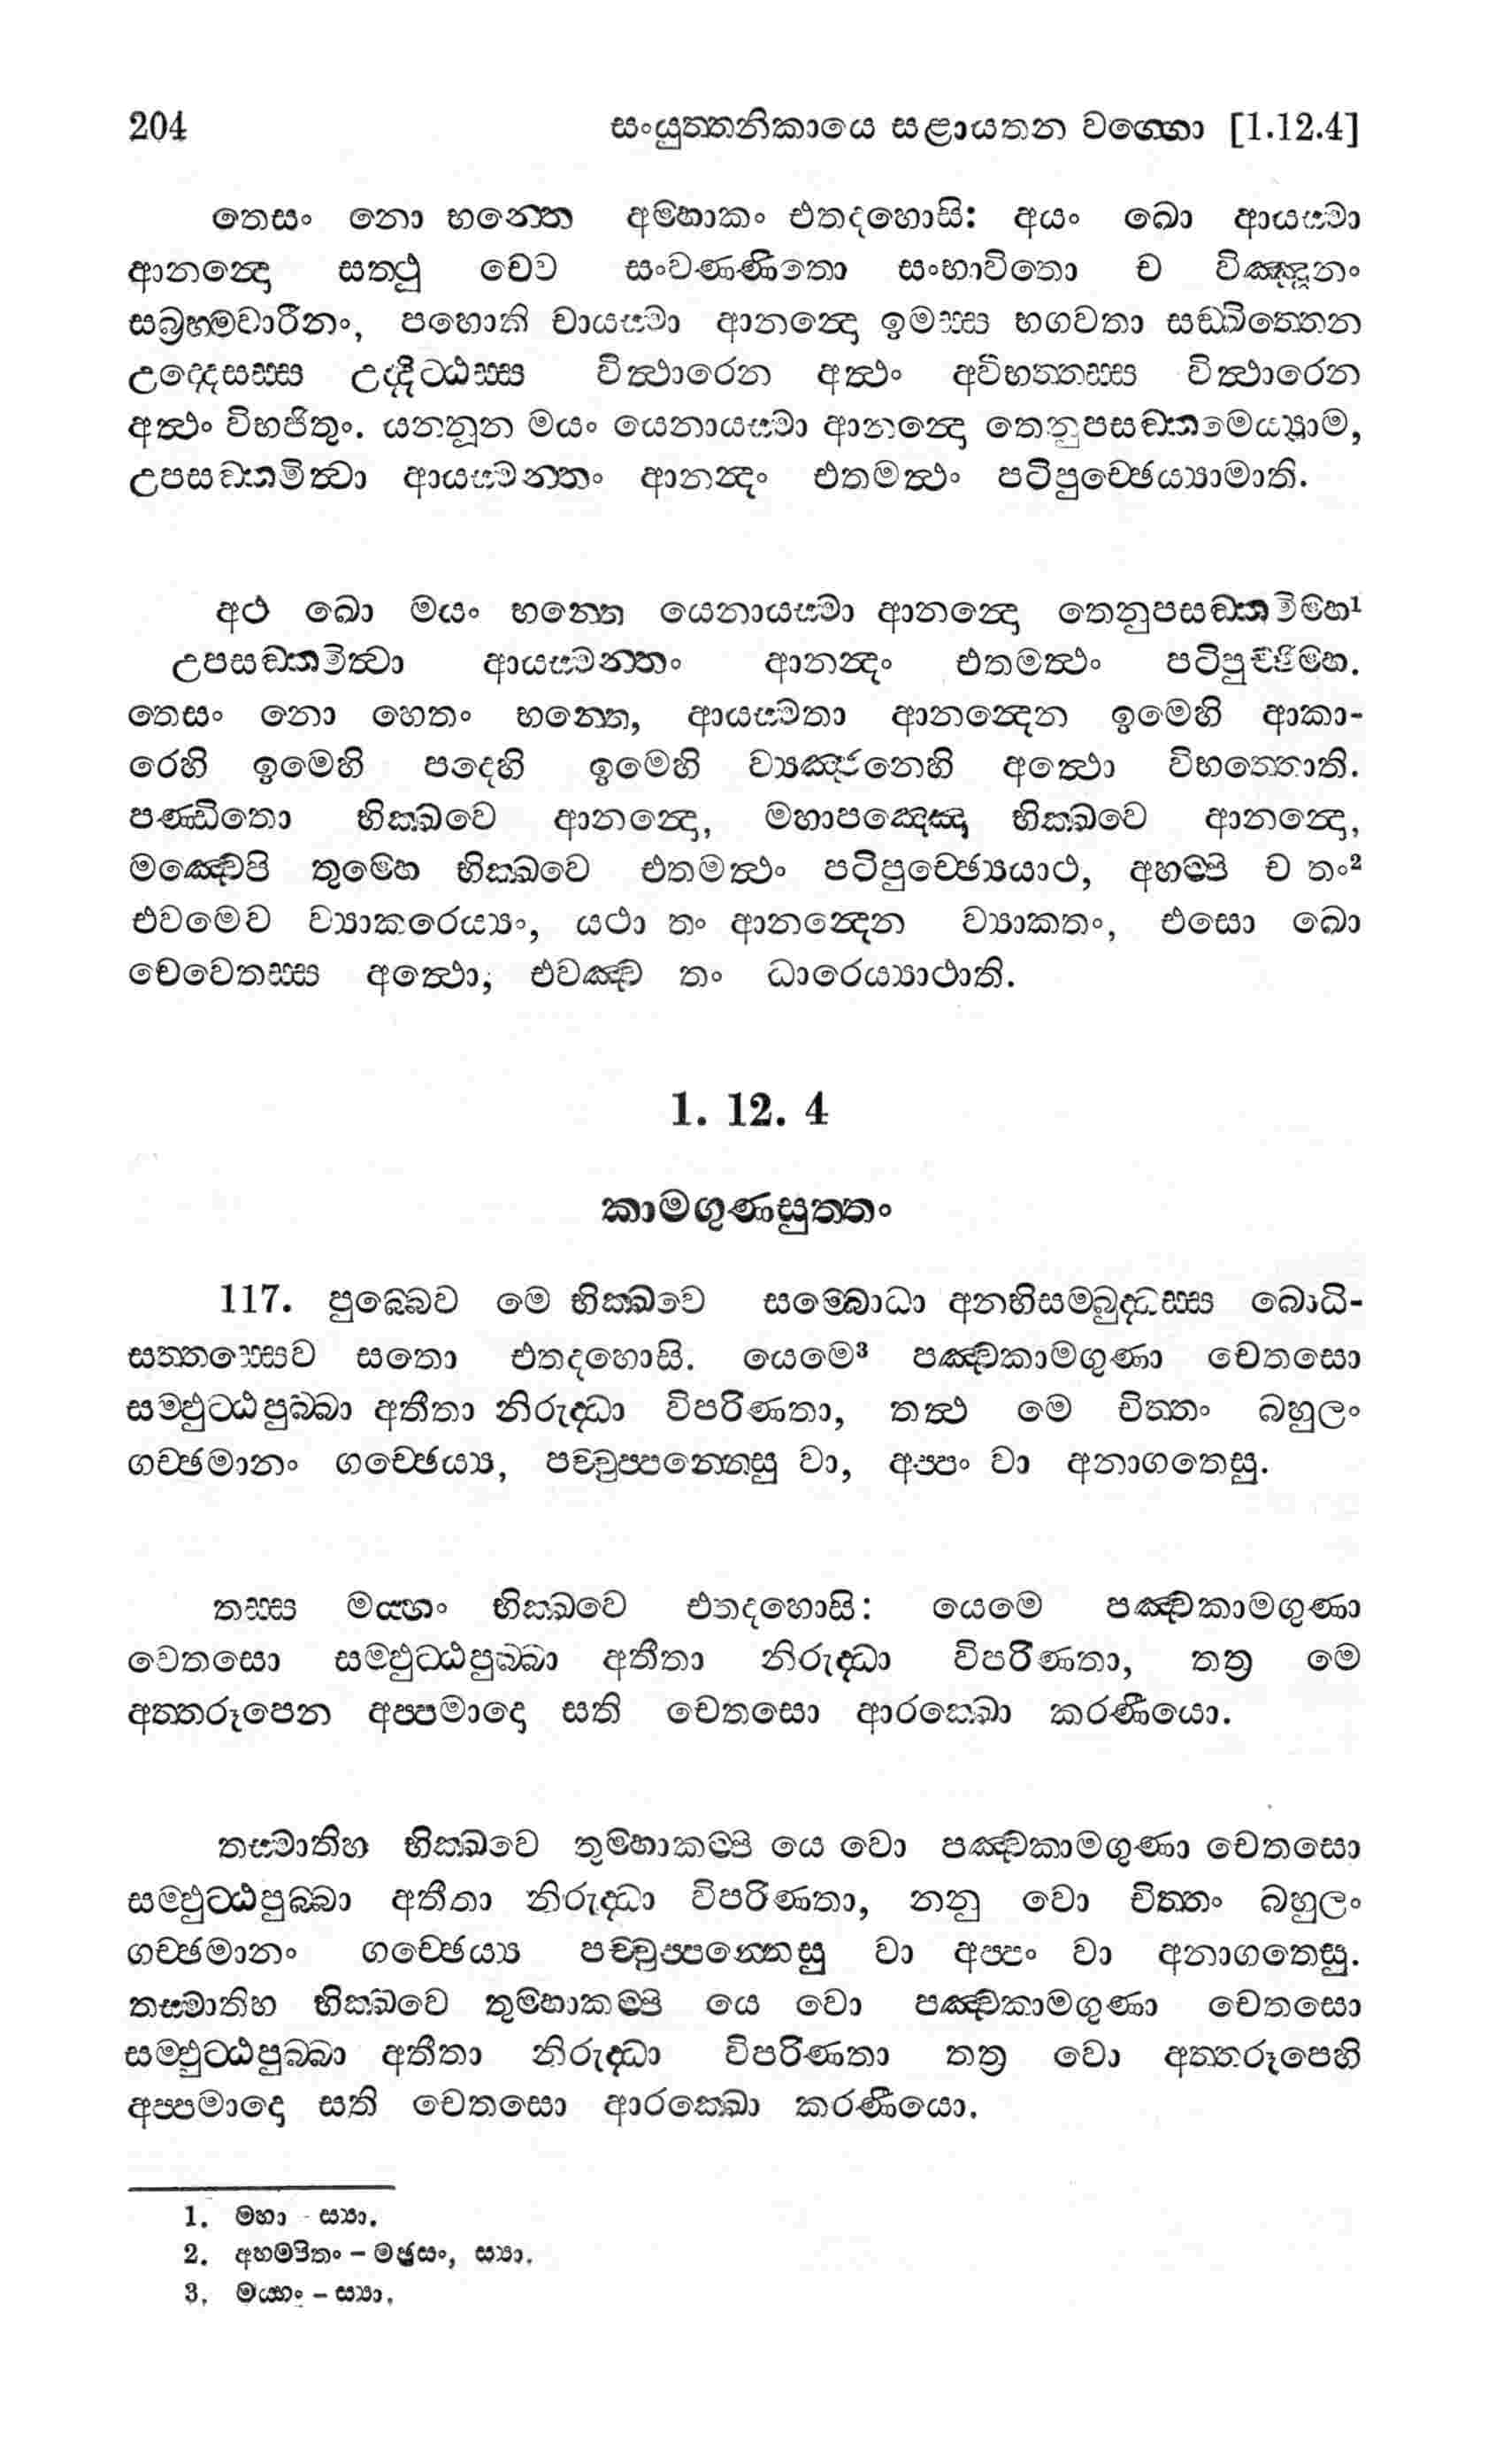 204 සංයුත්තනිකායෙ සළායතන වග්ගො [1.12.4]
තෙසං නො භන්තෙ අම්හාකං එතදහොසි: අයං ඛො ආයස්මා
ආනන්දො සත්ථු චෙව සංවණ්ණිතො සංභාවිතො ච විඤ්ඤූනං
සබ්‍රහ්මචාරීනං, පහොති චායස්මා ආනන්දො ඉමස්ස භගවතා සඞ්ඛිත්තෙන
උද්දෙසස්ස උද්දිට්ඨස්ස විත්ථාරෙන අත්ථං අවිභත්තස්ස විත්ථාරෙන
අත්ථං විභජිතුං. යන්නූන මයං යෙනායස්මා ආනන්දො තෙනුපසඞ්කමෙය්‍යාම,
උපසඞ්කමිත්වා ආයස්මන්තං ආනන්දං එතමත්ථං පටිපුච්ඡෙය්‍යාමාති.
අථ ඛො මයං භන්තෙ යෙනායස්මා ආනන්දො තෙනුපසඞ්කමිම්හ¹
උපසඞ්කමිත්වා ආයස්මන්තං ආනන්දං එතමත්ථං පටිපුච්ඡිම්හ.
තෙසං නො හෙතං භන්තෙ, ආයස්මතා ආනන්දෙන ඉමෙහි ආකා-
රෙහි ඉමෙහි පදෙහි ඉමෙහි ව්‍යඤ්ජනෙහි අත්ථො විභත්තොති.
පණ්ඩිතො භික්ඛවෙ ආනන්දො, මහාපඤ්ඤො භික්ඛවෙ ආනන්දො,
මඤ්චෙපි තුම්හෙ භික්ඛවෙ එතමත්ථං පටිපුච්ඡ්‍යෙයාථ, අහම්පි ච තං²
එවමෙව ව්‍යාකරෙය්‍යං, යථා තං ආනන්දෙන ව්‍යාකතං, එසො ඛො
චෙවෙතස්ස අත්ථො, එවඤ්ච තං ධාරෙය්‍යාථාති.
1. 12. 4
කාමගුණසුත්තං
117. පුබ්බෙව මෙ භික්ඛවෙ සම්බොධා අනභිසම්බුද්ධස්ස බොධි-
සත්තස්සෙව සතො එතදහොසි. යෙමෙ³ පඤ්චකාමගුණා චෙතසො
සම්ඵුට්ඨපුබ්බා අතීතා නිරුද්ධා විපරිණතා, තත්ථ මෙ චිත්තං බහුලං
ගච්ඡමානං ගච්ඡෙය්‍ය, පච්චුප්පන්නෙසු වා, අප්පං වා අනාගතෙසු.
තස්ස මය්හං භික්ඛවෙ එතදහොසි: යෙමෙ පඤ්චකාමගුණා
චෙතසො සම්ඵුට්ඨපුබ්බා අතීතා නිරුද්ධා විපරිණතා, තත්‍ර මෙ
අත්තරූපෙන අප්පමාදො සති චෙතසො ආරක්ඛො කරණීයො.
තස්මාතිහ භික්ඛවෙ තුම්හාකම්පි යෙ වො පඤ්චකාමගුණා චෙතසො
සම්ඵුට්ඨපුබ්බා අතීතා නිරුද්ධා විපරිණතා, නනු වො චිත්තං බහුලං
ගච්ඡමානං ගච්ඡෙය්‍ය පච්චුප්පන්නෙසු වා අප්පං වා අනාගතෙසු.
තස්මාතිහ භික්ඛවෙ තුම්හාකම්පි යෙ වො පඤ්චකාමගුණා චෙතසො
සම්ඵුට්ඨපුබ්බා අතීතා නිරුද්ධා විපරිණතා තත්‍ර වො අත්තරූපෙහි
අප්පමාදො සති චෙතසො ආරක්ඛො කරණීයො.
1. ම්හා - ස්‍යා.
2. අහම්පිතං – මඡසං, ස්‍යා.
3. මය්හං – ස්‍යා.